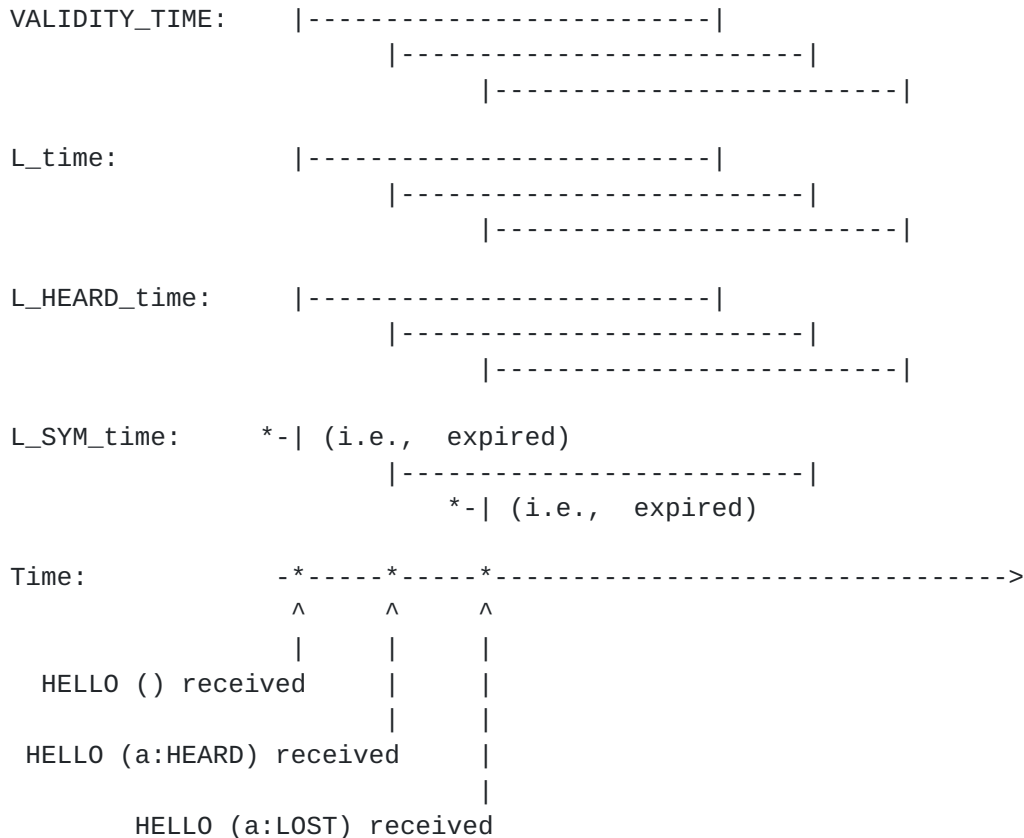 VALIDITY_TIME:    |--------------------------|
                        |--------------------------|
                              |--------------------------|
L_time:           |--------------------------|
                        |--------------------------|
                              |--------------------------|
L_HEARD_time:     |--------------------------|
                        |--------------------------|
                              |--------------------------|
L_SYM_time:     *-| (i.e.,  expired)
                        |--------------------------|
                            *-| (i.e.,  expired)
Time:            -*-----*-----*--------------------------------->
                  ^     ^     ^
                  |     |     |
  HELLO () received     |     |
                        |     |
 HELLO (a:HEARD) received     |
                              |
        HELLO (a:LOST) received